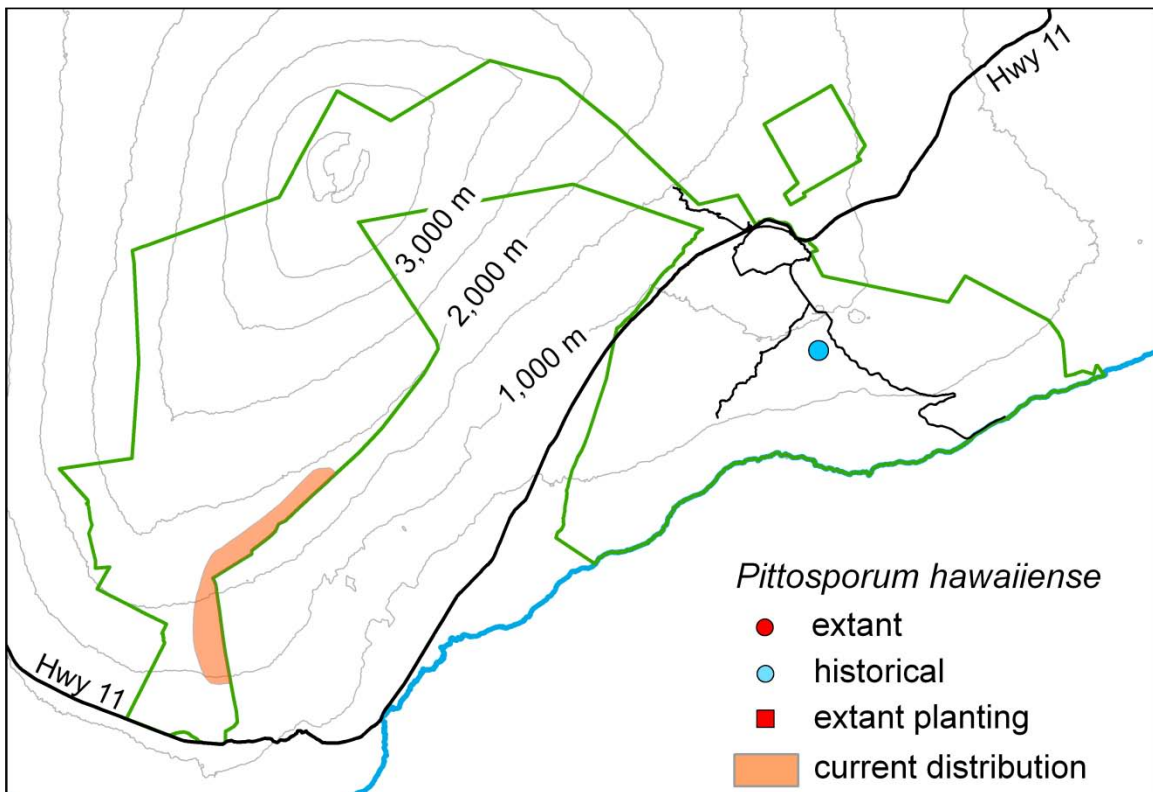 Hwy 11
3,000 m
2,000 m
1,000 m
Hwy 11
Pittosporum hawaiiense
extant
historical
extant planting
current distribution